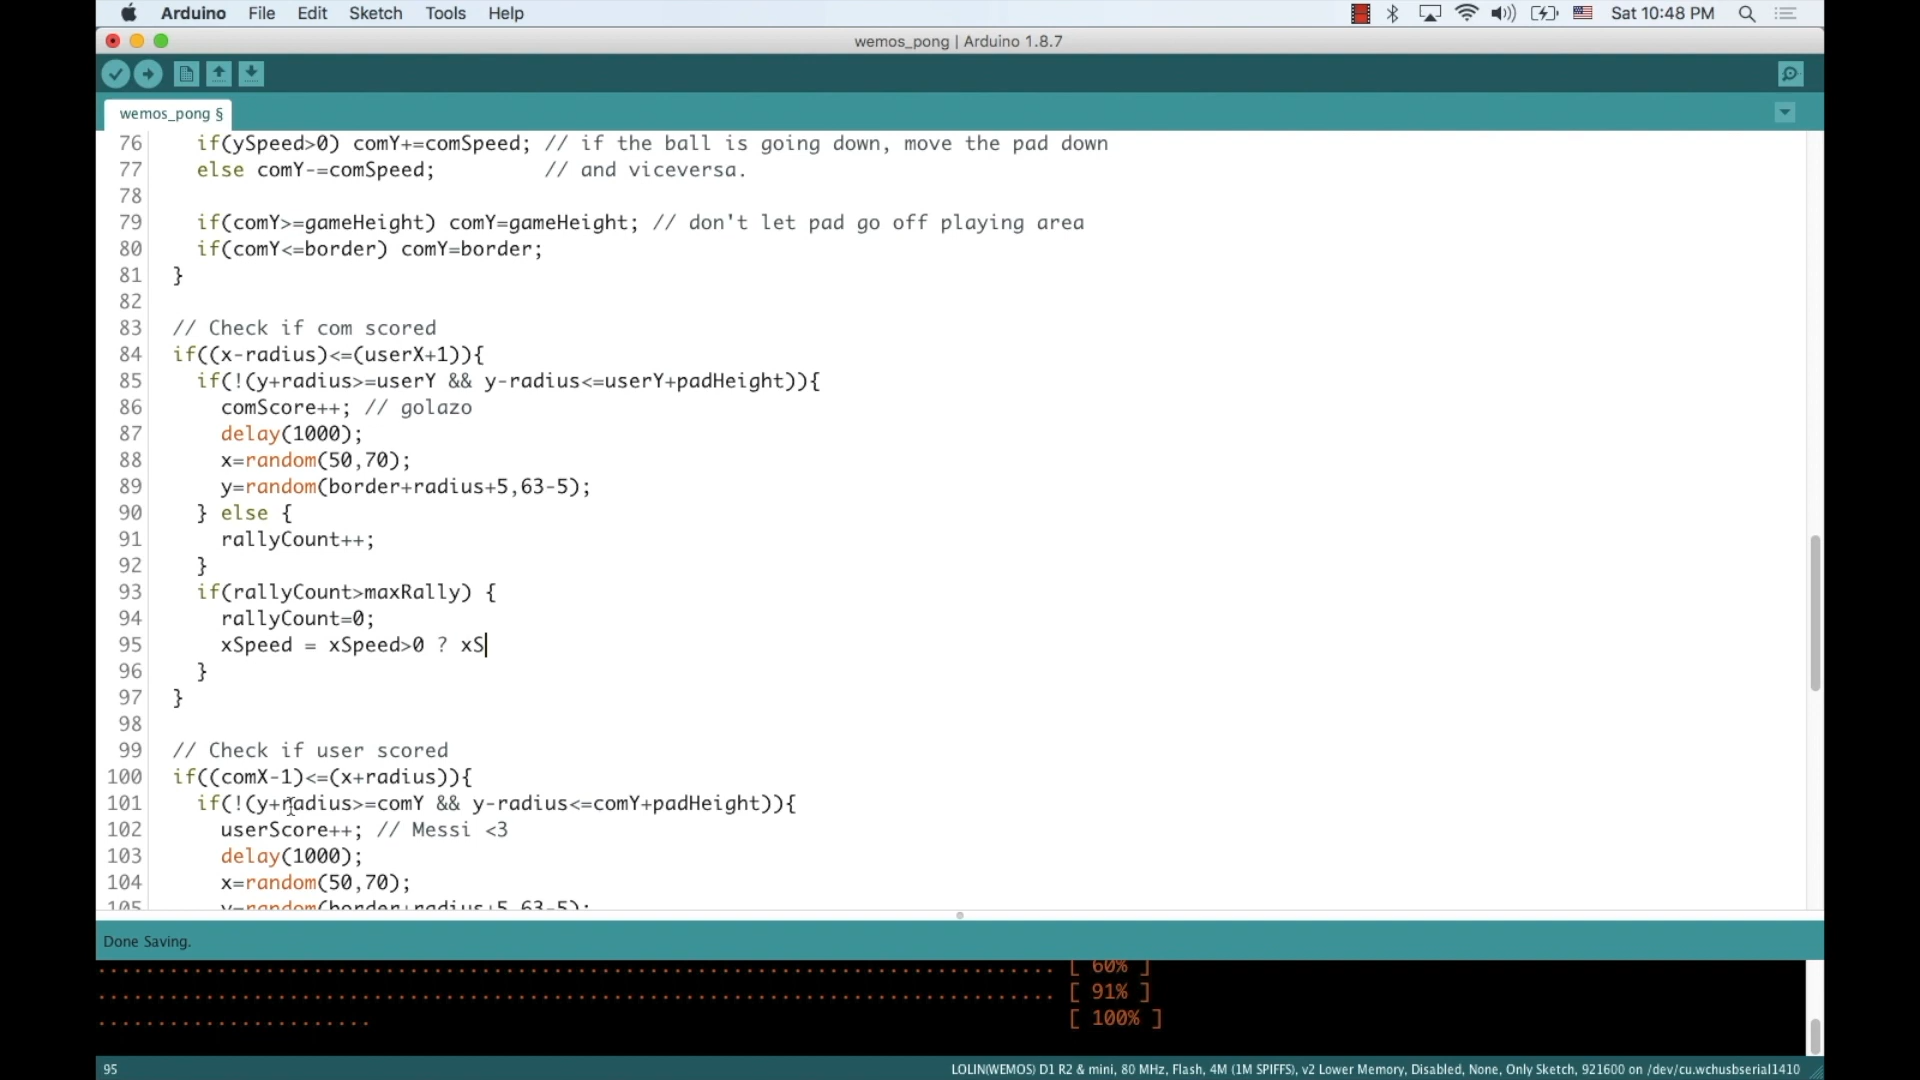 Arduino File Edit Sketch Tools Help Sat 10:48 PM
wemos_pong | Arduino 1.8.7
wemos_pong §
76 if(ySpeed>0) comY+=comSpeed; // if the ball is going down, move the pad down
77 else comY-=comSpeed; // and viceversa.
78
79 if(comY>=gameHeight) comY=gameHeight; // don't let pad go off playing area
80 if(comY<=border) comY=border;
81 }
82
83 // Check if com scored
84 if((x-radius)<=(userX+1)){
85 if(!(y+radius>=userY && y-radius<=userY+padHeight)){
86 comScore++; // golazo
87 delay(1000);
88 x=random(50,70);
89 y=random(border+radius+5,63-5);
90 } else {
91 rallyCount++;
92 }
93 if(rallyCount>maxRally) {
94 rallyCount=0;
95 xSpeed = xSpeed>0 ? xS
96 }
97 }
98
99 // Check if user scored
100 if((comX-1)<=(x+radius)){
101 if(!(y+radius>=comY && y-radius<=comY+padHeight)){
102 userScore++; // Messi <3
103 delay(1000);
104 x=random(50,70);
105 y=random(border+radius+5,63-5);
Done Saving.
................................................................................ [ 60% ]
................................................................................ [ 91% ]
....................... [ 100% ]
95 LOLIN(WEMOS) D1 R2 & mini, 80 MHz, Flash, 4M (1M SPIFFS), v2 Lower Memory, Disabled, None, Only Sketch, 921600 on /dev/cu.wchusbserial1410